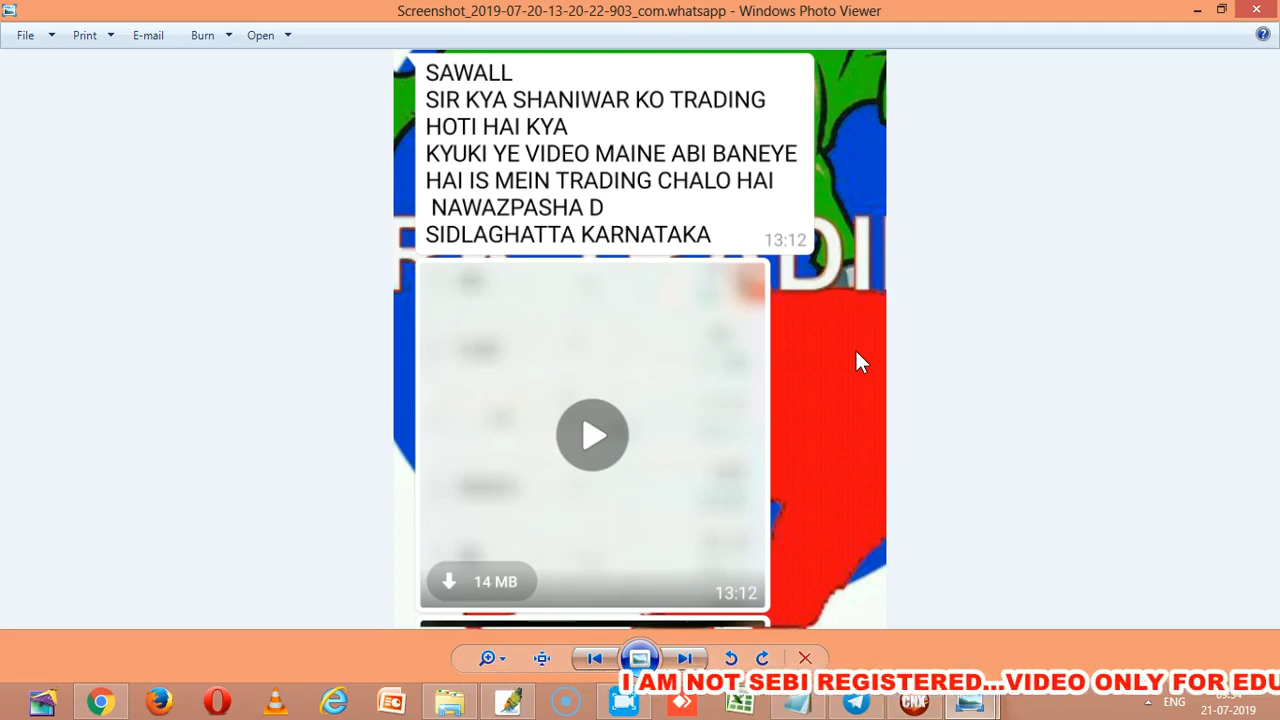 Screenshot_2019-07-20-13-20-22-903_com.whatsapp - Windows Photo Viewer
File Print E-mail Burn Open
SAWALL
SIR KYA SHANIWAR KO TRADING
HOTI HAI KYA
KYUKI YE VIDEO MAINE ABI BANEYE
HAI IS MEIN TRADING CHALO HAI
NAWAZPASHA D
SIDLAGHATTA KARNATAKA 13:12
14 MB 13:12
I AM NOT SEBI REGISTERED...VIDEO ONLY FOR EDU
CNX
ENG
21-07-2019